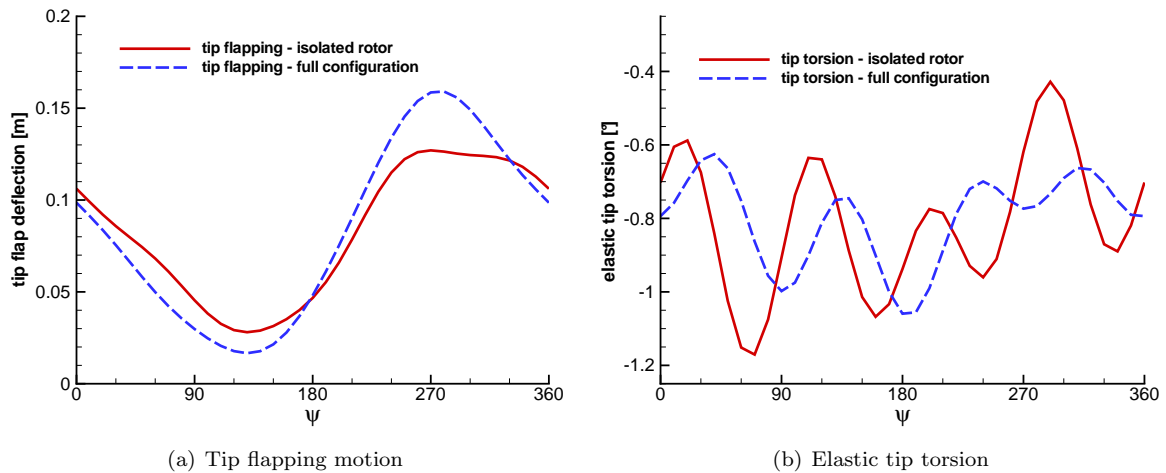 0.2
0.15
0.1
0.05
0
tip flap deflection [m]
tip flapping - isolated rotor
tip flapping - full configuration
0 90 180 270 360
ψ
(a) Tip flapping motion
-0.4
-0.6
-0.8
-1
-1.2
elastic tip torsion [°]
tip torsion - isolated rotor
tip torsion - full configuration
0 90 180 270 360
ψ
(b) Elastic tip torsion